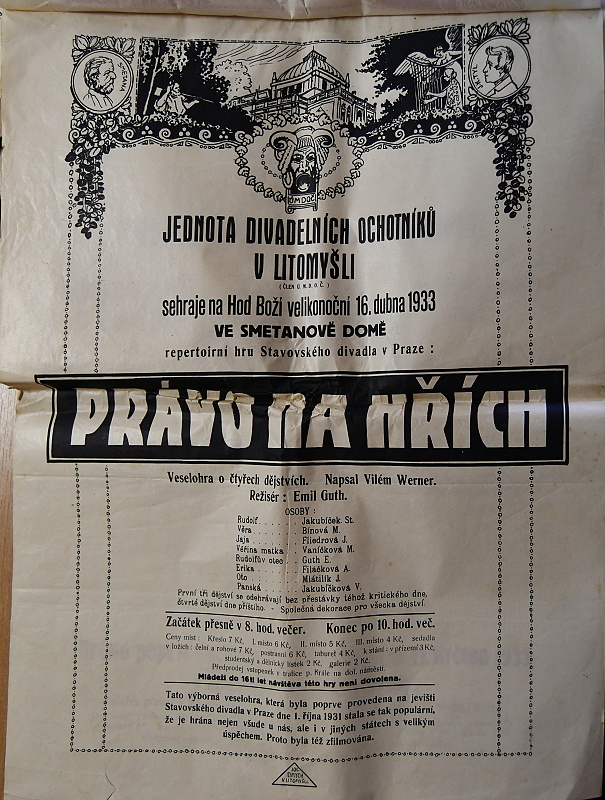 JEDNOTA DIVADELNÍCH OCHOTNÍKŮ
V LITOMYŠLI
( ČLEN Ú. M. D. O. Č. )
sehraje na Hod Boží velikonoční 16. dubna 1933
VE SMETANOVĚ DOMĚ
repertoirní hru Stavovského divadla v Praze :
PRÁVO NA HŘÍCH
Veselohra o čtyřech dějstvích. Napsal Vilém Werner.
Režisér : Emil Guth.
OSOBY :
Rudolf . . . . . Jakubíček St.
Věra . . . . . Bínová M.
Jaja . . . . . Fliedrová J.
Věřina matka . . Vaníčková M.
Rudolfův otec . . Guth E.
Erika . . . . . Filáčková A.
Oto . . . . . Mlátilík J.
Panská . . . . . Jakubíčková V.
První tři dějství se odehrávají bez přestávky téhož kritického dne,
čtvrté dějství dne příštího. - Společná dekorace pro všecka dějství.
Začátek přesně v 8. hod. večer. Konec po 10. hod. več.
Ceny míst : Křeslo 7 Kč, I. místo 6 Kč, II. místo 5 Kč, III. místo 4 Kč, sedadla
v ložích : čelní a rohové 7 Kč, postranní 6 Kč, taburet 4 Kč, k stání : v přízemí 3 Kč,
studentský a dělnický lístek 2 Kč, galerie 2 Kč.
Předprodej vstupenek v trafice p. Krále na dol. náměstí.
Mládeži do 16ti let návštěva této hry není dovolena.
Tato výborná veselohra, která byla poprve provedena na jevišti
Stavovského divadla v Praze dne 1. října 1931 stala se tak populární,
že je hrána nejen všude u nás, ale i v jiných státech s velikým
úspěchem. Proto byla též zfilmována.